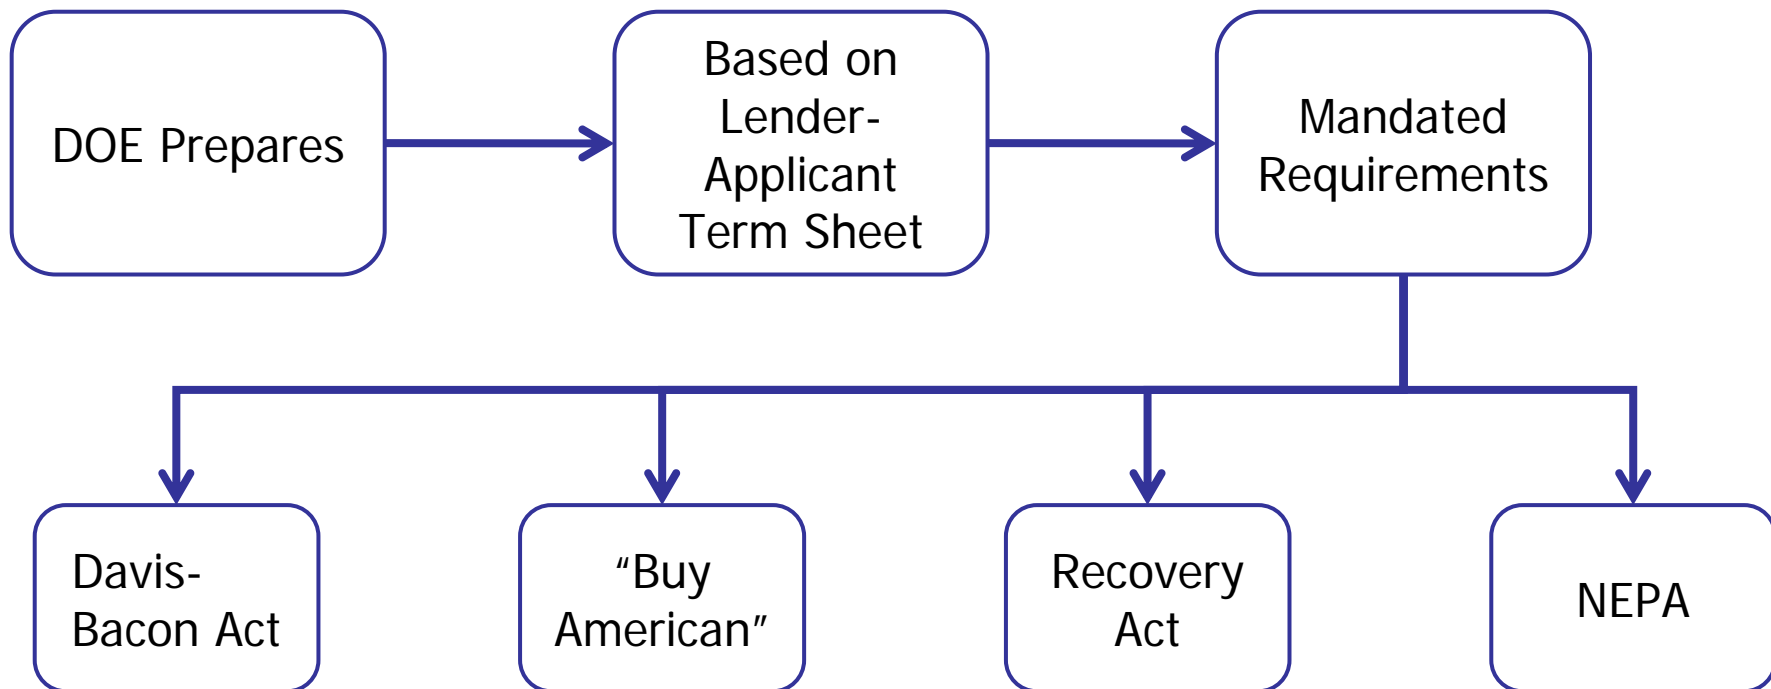 DOE Prepares
Based on
Lender-
Applicant
Term Sheet
Mandated
Requirements
Davis-
Bacon Act
“Buy
American”
Recovery
Act
NEPA